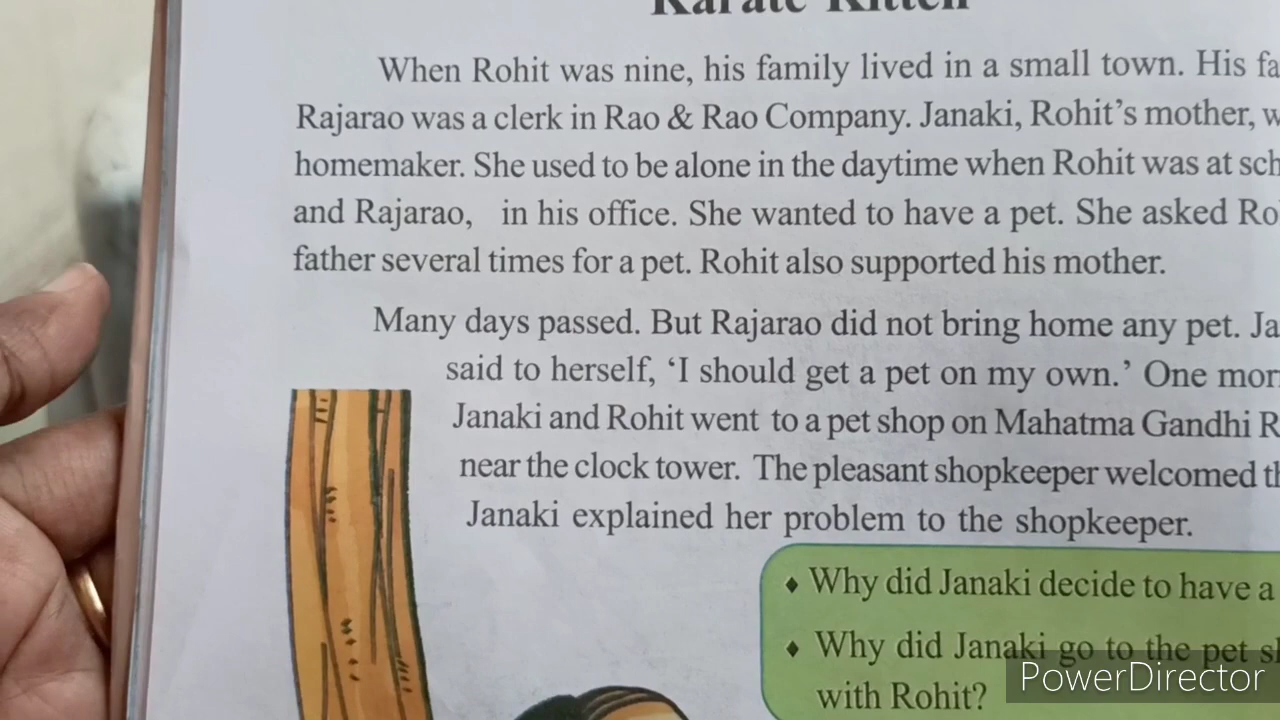 Karate Kitten
When Rohit was nine, his family lived in a small town. His
Rajarao was a clerk in Rao & Rao Company. Janaki, Rohit's mother,
homemaker. She used to be alone in the daytime when Rohit was at
and Rajarao, in his office. She wanted to have a pet. She asked
father several times for a pet. Rohit also supported his mother.
Many days passed. But Rajarao did not bring home any pet.
said to herself, 'I should get a pet on my own.' One
Janaki and Rohit went to a pet shop on Mahatma Gandhi
near the clock tower. The pleasant shopkeeper welcomed
Janaki explained her problem to the shopkeeper.
♦ Why did Janaki decide to have a
♦ Why did Janaki go to the pet
with Rohit?
PowerDirector